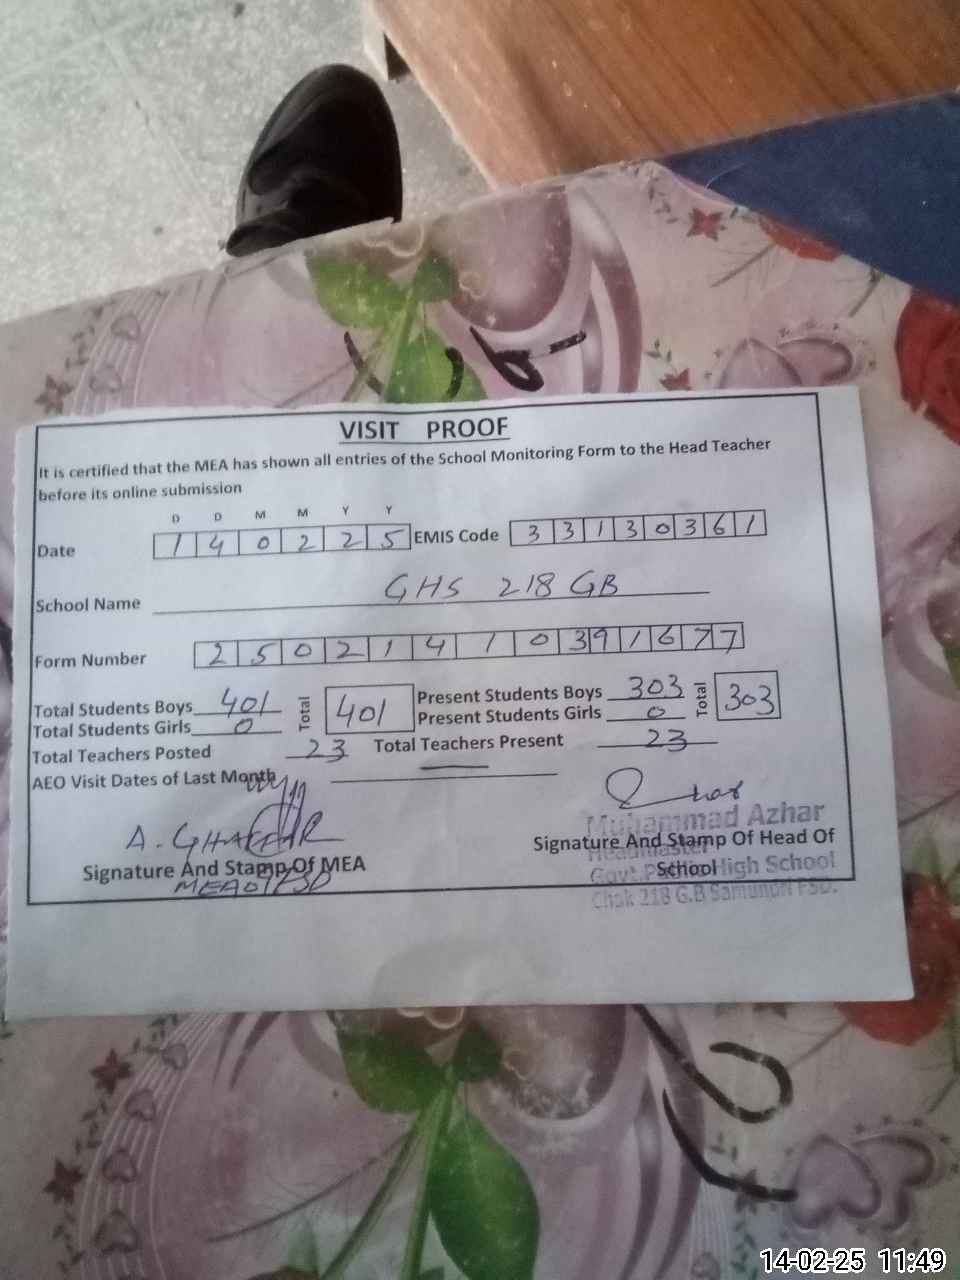 VISIT PROOF
It is certified that the MEA has shown all entries of the School Monitoring Form to the Head Teacher
before its online submission
D D M M Y Y
Date 1 4 0 2 2 5 EMIS Code 3 3 1 3 0 3 6 1
School Name GHS 218 GB
Form Number 2 5 0 2 1 4 1 0 3 9 1 6 7 7
Total Students Boys 401 Total 401 Present Students Boys 303 Total 303
Total Students Girls 0 Present Students Girls 0
Total Teachers Posted 23 Total Teachers Present 23
AEO Visit Dates of Last Month —
A. GHAFFAR
Signature And Stamp Of MEA
Muhammad Azhar
Signature And Stamp Of Head Of
Headmaster
School
Govt. High School
Chak 218 G.B Samundri FSD.
14-02-25 11:49